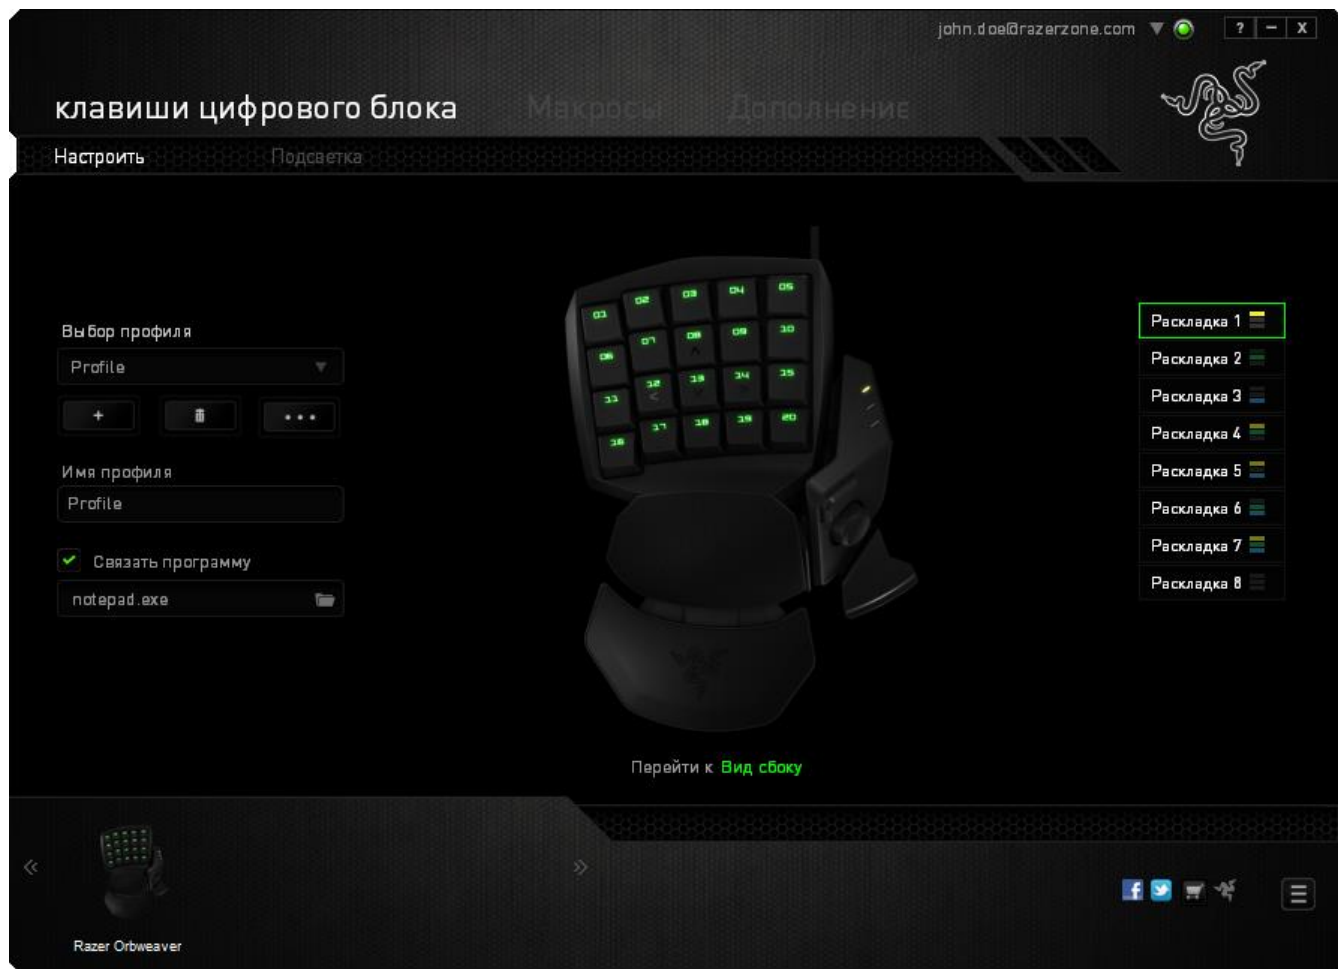 john.doe@razerzone.com
? – X
клавиши цифрового блока Макросы Дополнение
Настроить Подсветка
Выбор профиля
Profile
+
Имя профиля
Profile
Связать программу
notepad.exe
01 02 03 04 05
06 07 08 09 10
11 12 13 14 15
16 17 18 19 20
Раскладка 1
Раскладка 2
Раскладка 3
Раскладка 4
Раскладка 5
Раскладка 6
Раскладка 7
Раскладка 8
Перейти к Вид сбоку
Razer Orbweaver